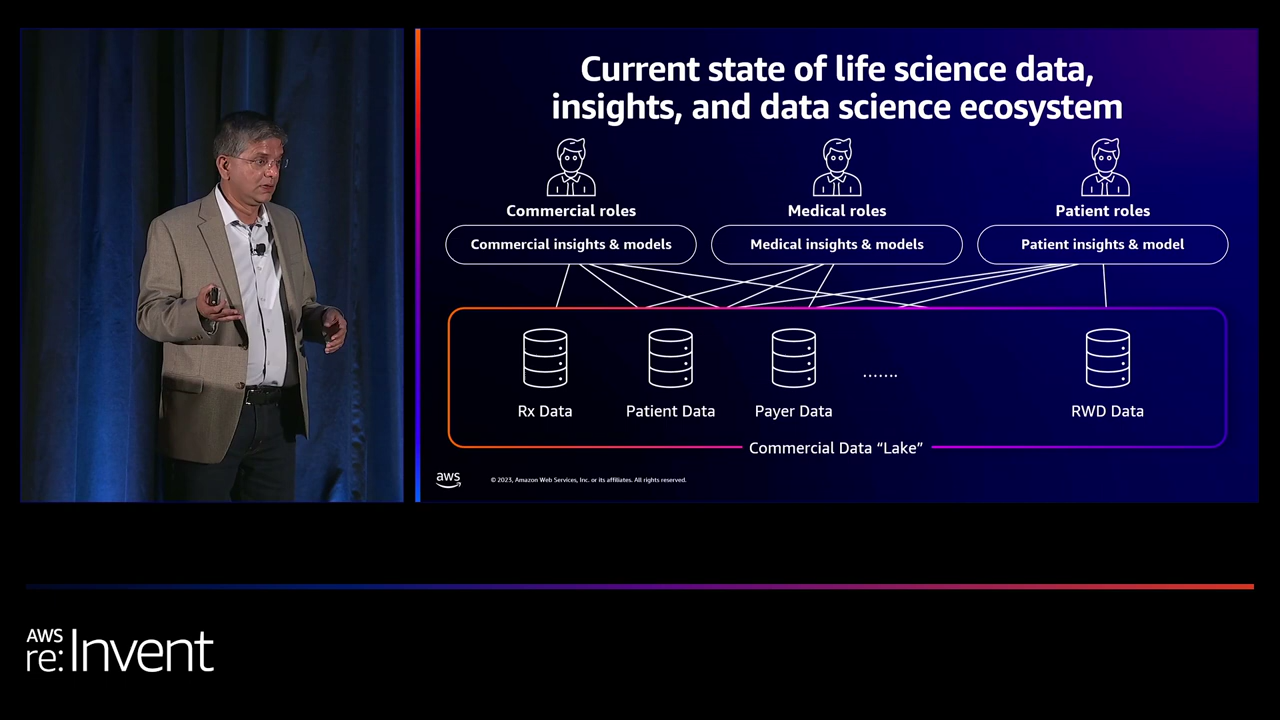 Current state of life science data,
insights, and data science ecosystem
Commercial roles
Medical roles
Patient roles
Commercial insights & models
Medical insights & models
Patient insights & model
Rx Data
Patient Data
Payer Data
.......
RWD Data
Commercial Data “Lake”
aws
© 2023, Amazon Web Services, Inc. or its affiliates. All rights reserved.
AWS
re:Invent